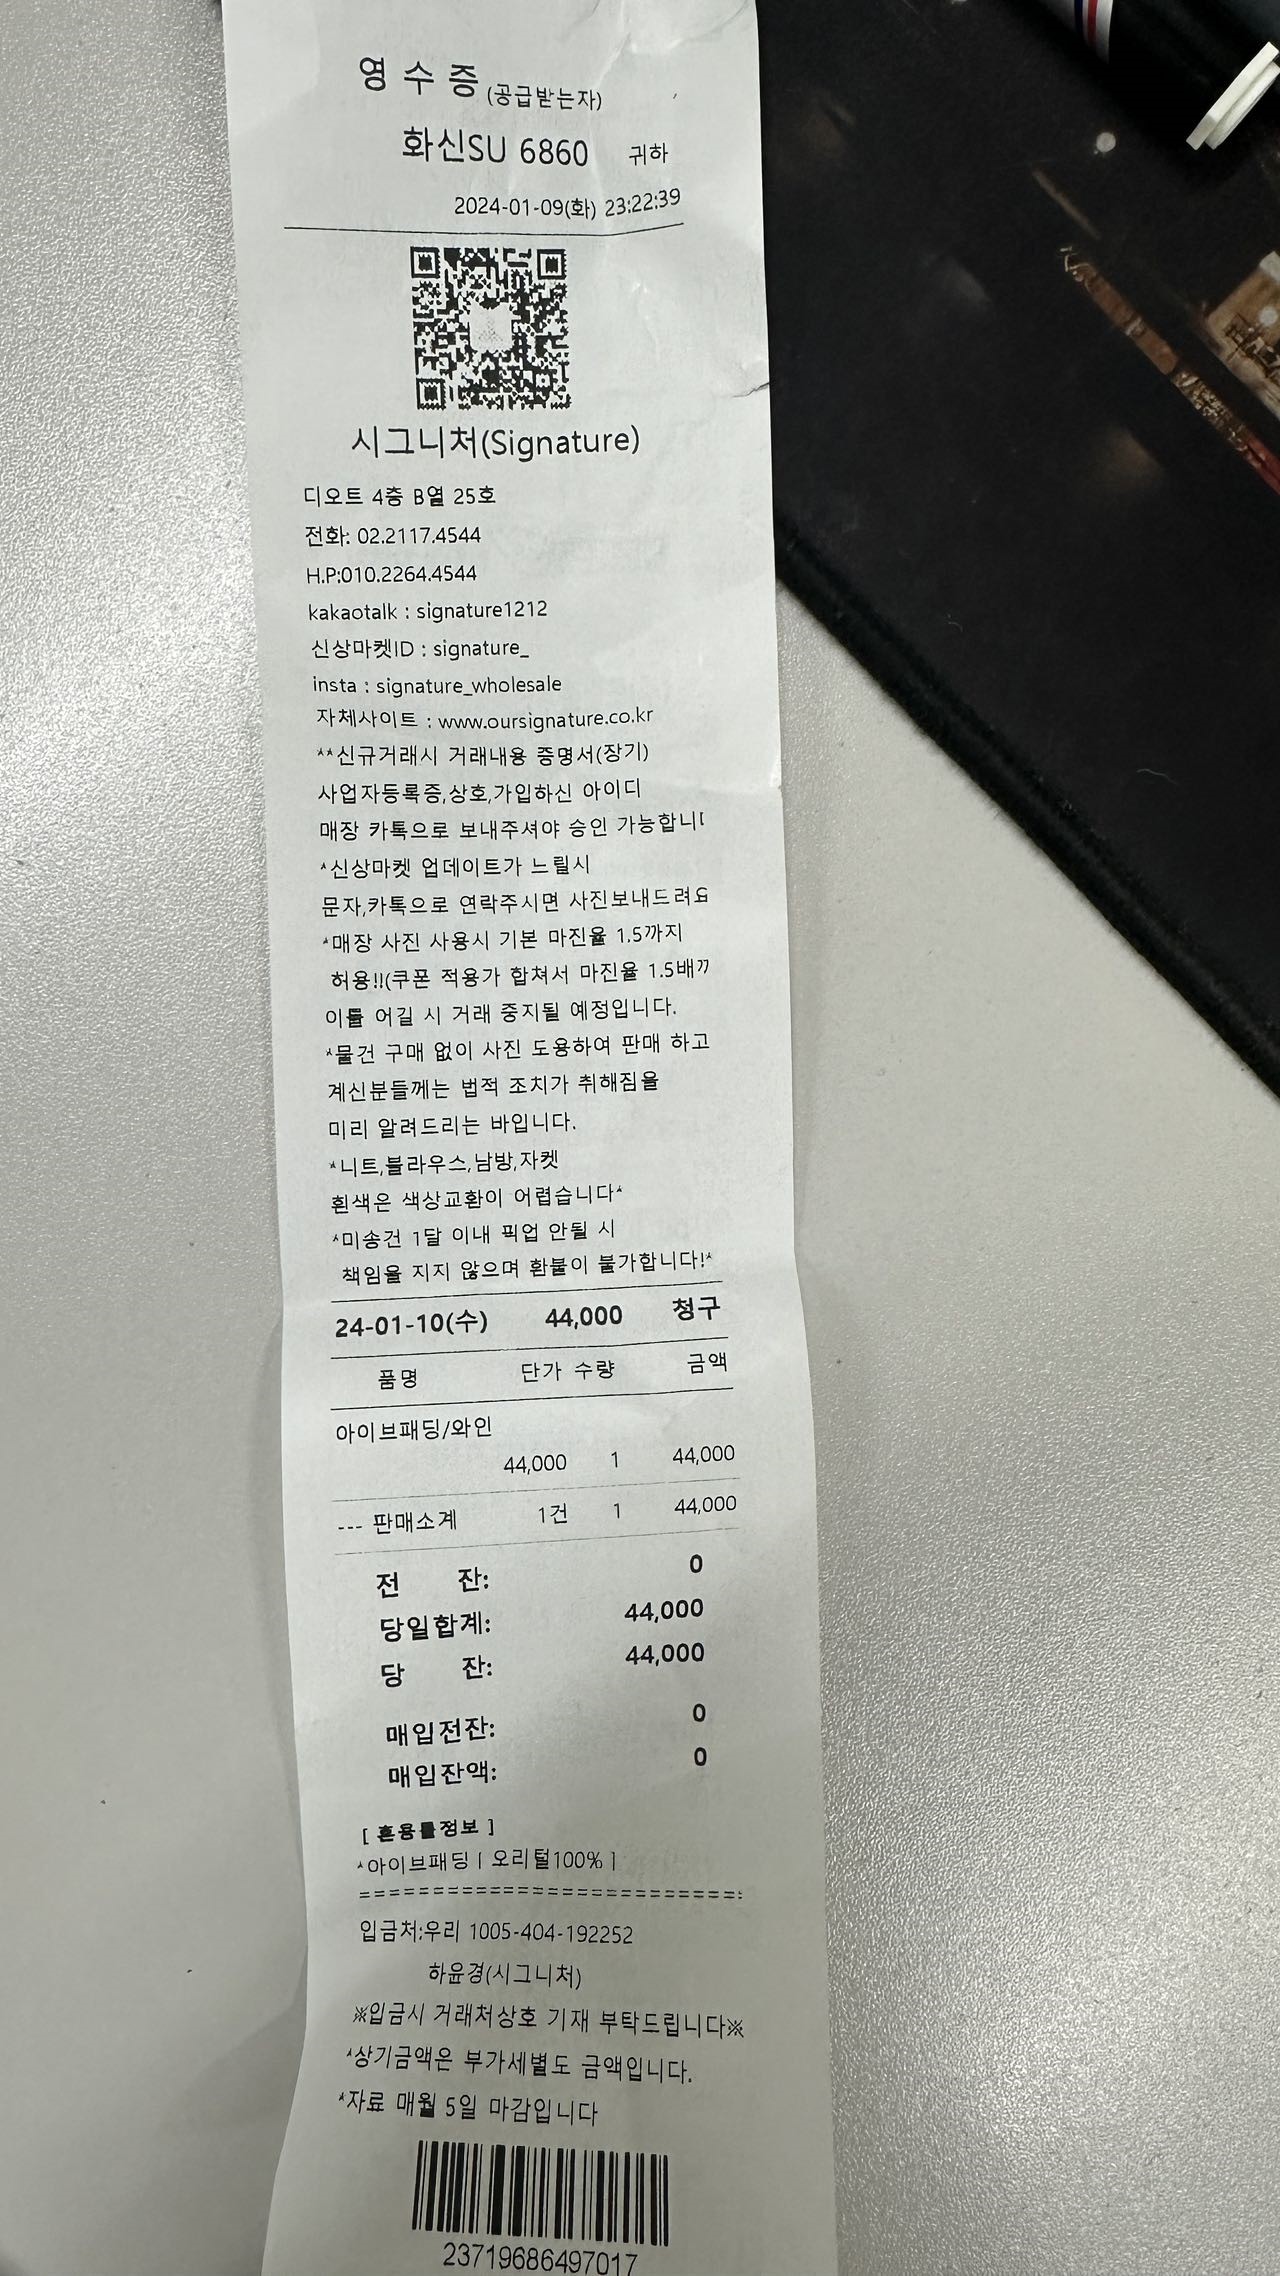 영 수 증 (공급받는자)
화신SU 6860 귀하
2024-01-09(화) 23:22:39
시그니처(Signature)
디오트 4층 B열 25호
전화: 02.2117.4544
H.P:010.2264.4544
kakaotalk : signature1212
신상마켓ID : signature_
insta : signature_wholesale
자체사이트 : www.oursignature.co.kr
**신규거래시 거래내용 증명서(장기)
사업자등록증,상호,가입하신 아이디
매장 카톡으로 보내주셔야 승인 가능합니
*신상마켓 업데이트가 느릴시
문자,카톡으로 연락주시면 사진보내드려요
*매장 사진 사용시 기본 마진율 1.5까지
허용!!(쿠폰 적용가 합쳐서 마진율 1.5배
이를 어길 시 거래 중지될 예정입니다.
*물건 구매 없이 사진 도용하여 판매 하고
계신분들께는 법적 조치가 취해짐을
미리 알려드리는 바입니다.
*니트,블라우스,남방,자켓
흰색은 색상교환이 어렵습니다*
*미송건 1달 이내 픽업 안될 시
책임을 지지 않으며 환불이 불가합니다!*
24-01-10(수) 44,000 청구
품명 단가 수량 금액
아이브패딩/와인
44,000 1 44,000
--- 판매소계 1건 1 44,000
전 잔: 0
당일합계: 44,000
당 잔: 44,000
매입전잔: 0
매입잔액: 0
[ 혼용률정보 ]
*아이브패딩 | 오리털100% |
==========================
입금처:우리 1005-404-192252
하윤경(시그니처)
※입금시 거래처상호 기재 부탁드립니다※
*상기금액은 부가세별도 금액입니다.
*자료 매월 5일 마감입니다
23719686497017